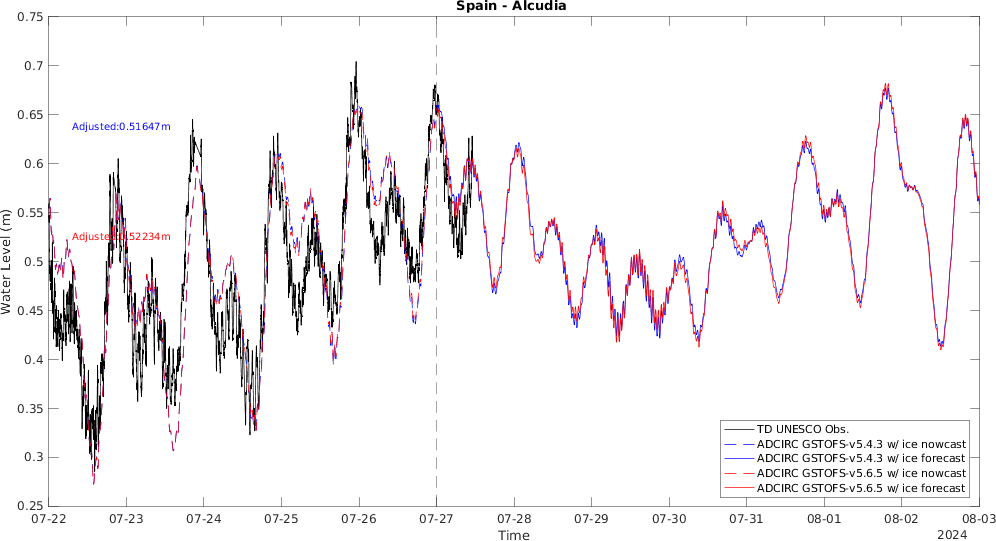 Spain - Alcudia
0.75
0.7
0.65
0.6
0.55
0.5
0.45
0.4
0.35
0.3
0.25
Water Level (m)
Adjusted:0.51647m
Adjusted:0.52234m
TD UNESCO Obs.
ADCIRC GSTOFS-v5.4.3 w/ ice nowcast
ADCIRC GSTOFS-v5.4.3 w/ ice forecast
ADCIRC GSTOFS-v5.6.5 w/ ice nowcast
ADCIRC GSTOFS-v5.6.5 w/ ice forecast
07-22 07-23 07-24 07-25 07-26 07-27 07-28 07-29 07-30 07-31 08-01 08-02 08-03
Time
2024